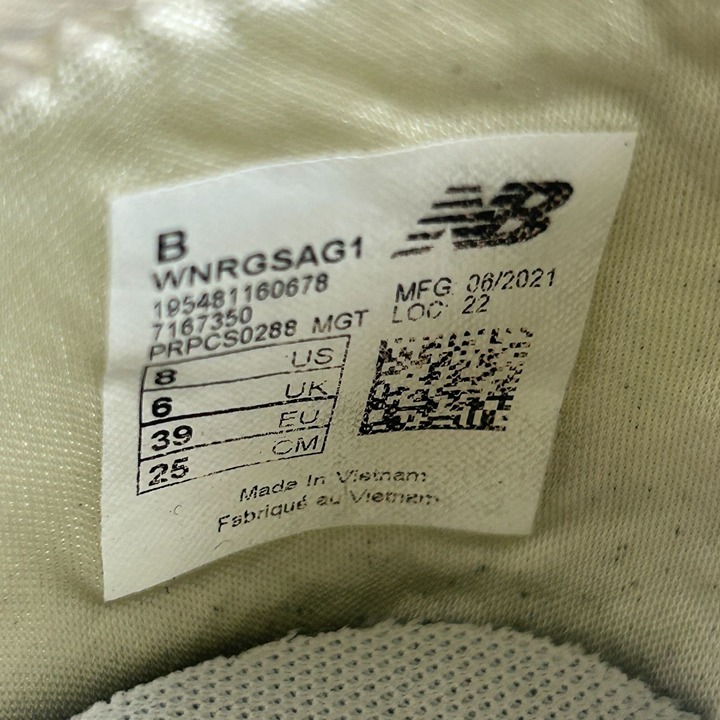 NB
B
WNRGSAG1
195481160678
7167350
PRPCS0288 MGT
MFG 06/2021
LOC: 22
8 US
6 UK
39 EU
25 CM
Made In Vietnam
Fabriqué au Vietnam